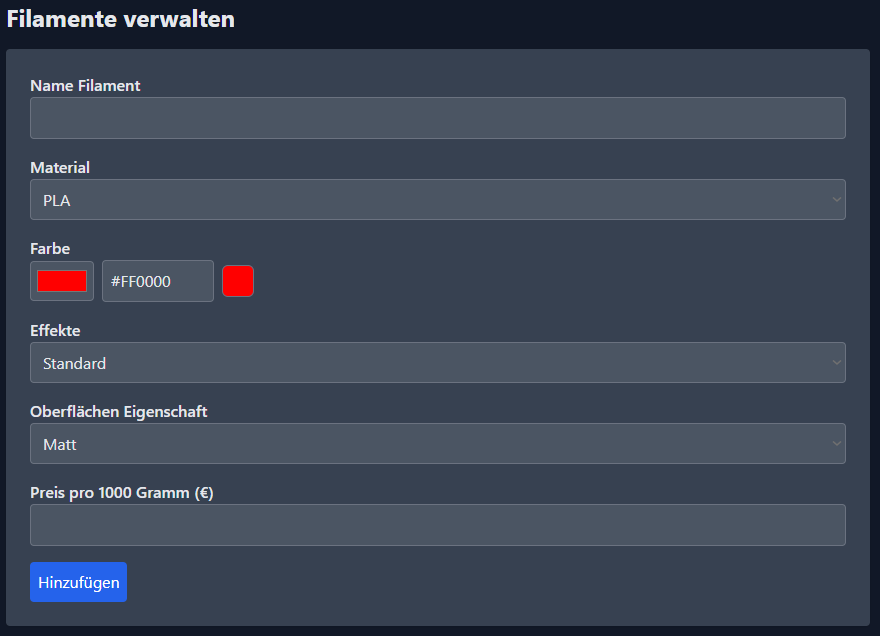 Filamente verwalten
Name Filament
Material
PLA
Farbe
#FF0000
Effekte
Standard
Oberflächen Eigenschaft
Matt
Preis pro 1000 Gramm (€)
Hinzufügen